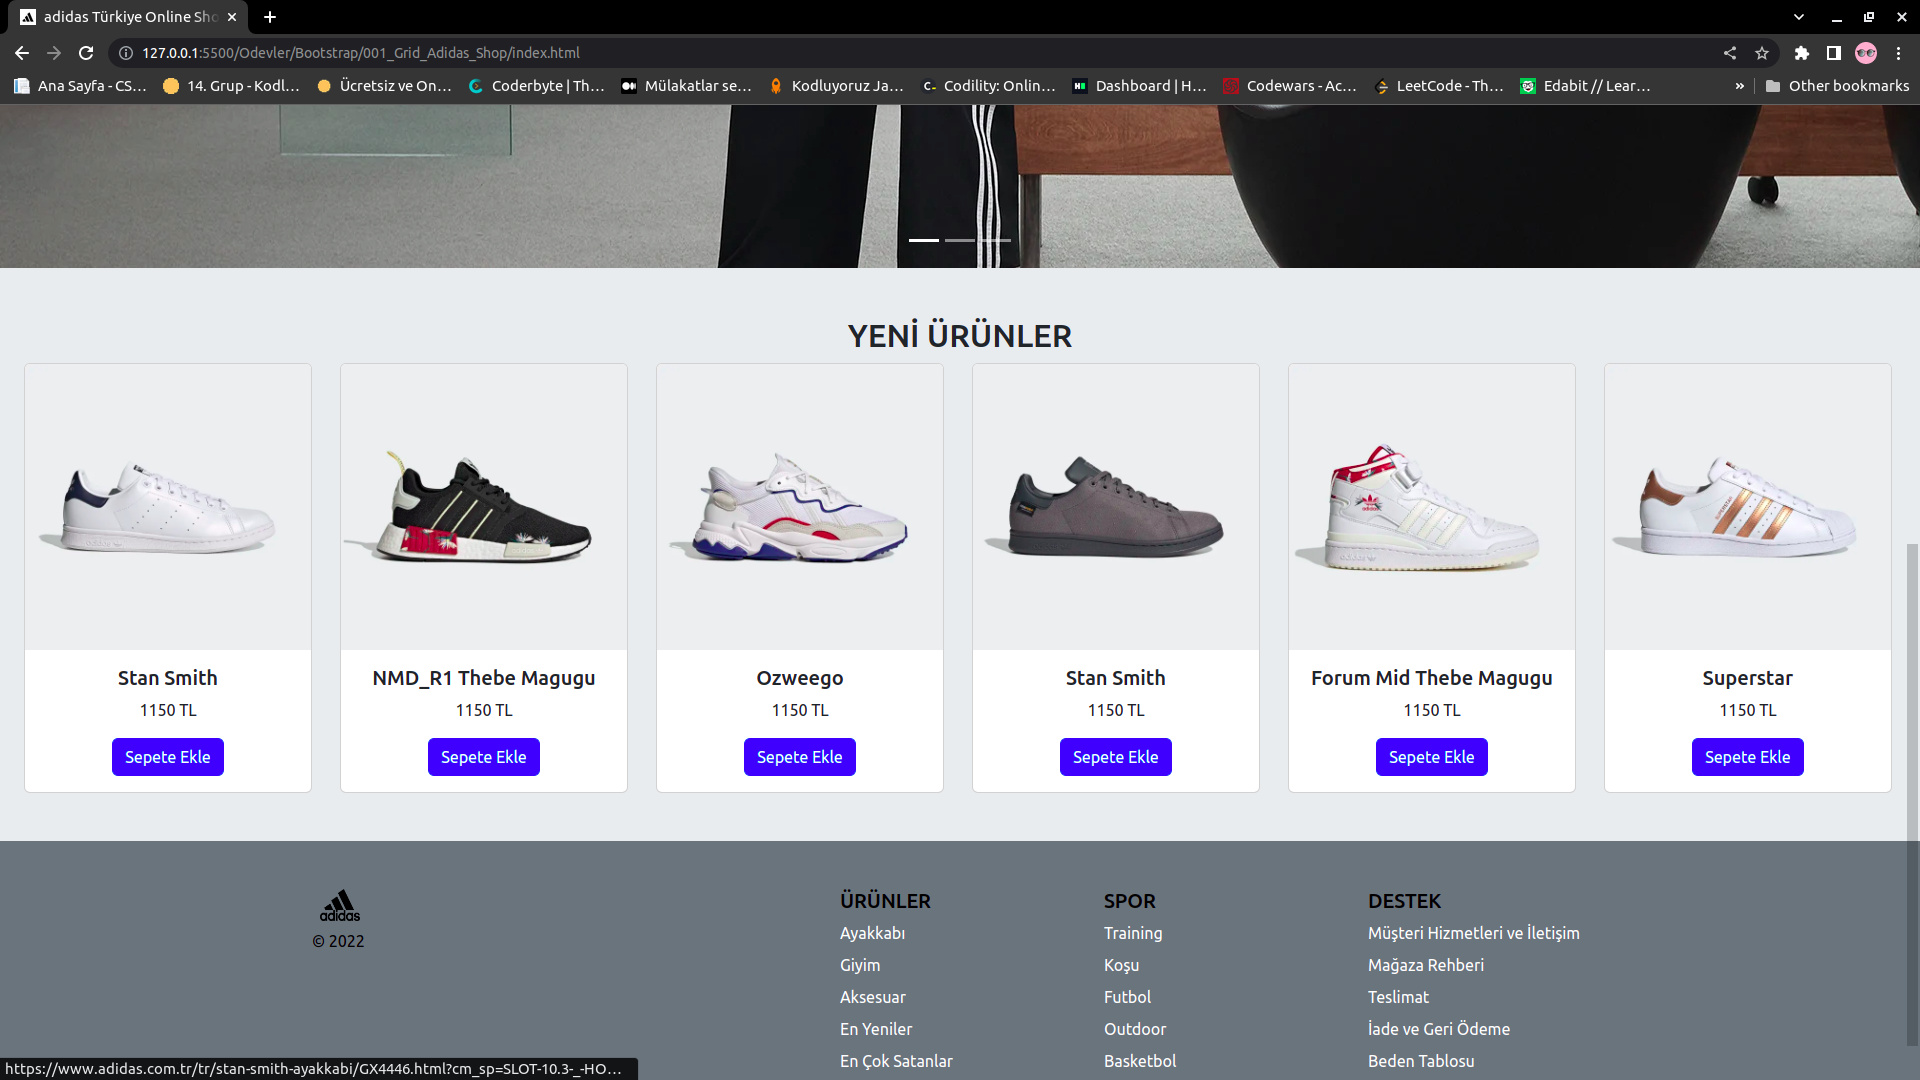 adidas Türkiye Online Sho
127.0.0.1:5500/Odevler/Bootstrap/001_Grid_Adidas_Shop/index.html
Ana Sayfa - CS... 14. Grup - Kodl... Ücretsiz ve On... Coderbyte | Th... Mülakatlar se... Kodluyoruz Ja... Codility: Onlin... Dashboard | H... Codewars - Ac... LeetCode - Th... Edabit // Lear... » Other bookmarks
YENİ ÜRÜNLER
Stan Smith
1150 TL
Sepete Ekle
NMD_R1 Thebe Magugu
1150 TL
Sepete Ekle
Ozweego
1150 TL
Sepete Ekle
Stan Smith
1150 TL
Sepete Ekle
Forum Mid Thebe Magugu
1150 TL
Sepete Ekle
Superstar
1150 TL
Sepete Ekle
adidas
© 2022
ÜRÜNLER
Ayakkabı
Giyim
Aksesuar
En Yeniler
En Çok Satanlar
SPOR
Training
Koşu
Futbol
Outdoor
Basketbol
DESTEK
Müşteri Hizmetleri ve İletişim
Mağaza Rehberi
Teslimat
İade ve Geri Ödeme
Beden Tablosu
https://www.adidas.com.tr/tr/stan-smith-ayakkabi/GX4446.html?cm_sp=SLOT-10.3-_-HO...